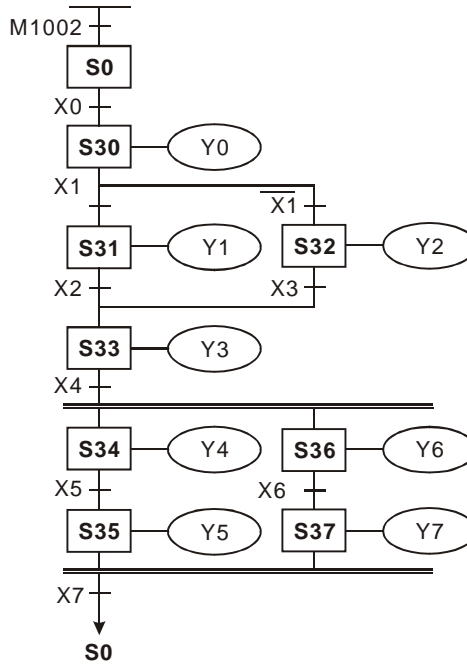 M1002
S0
X0
S30 Y0
X1 X̅1̅
S31 Y1 S32 Y2
X2 X3
S33 Y3
X4
S34 Y4 S36 Y6
X5 X6
S35 Y5 S37 Y7
X7
S0